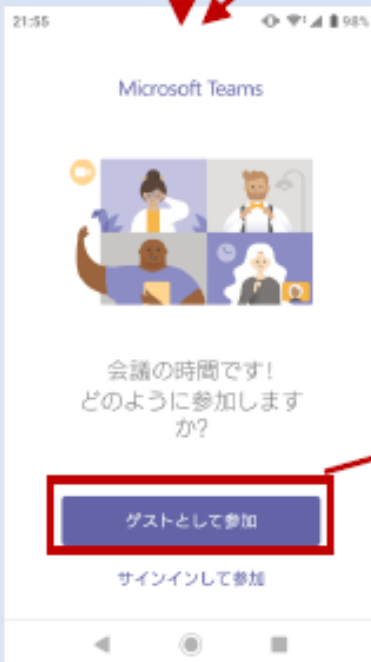 21:55
98%
Microsoft Teams
会議の時間です!
どのように参加します
か?
ゲストとして参加
サインインして参加